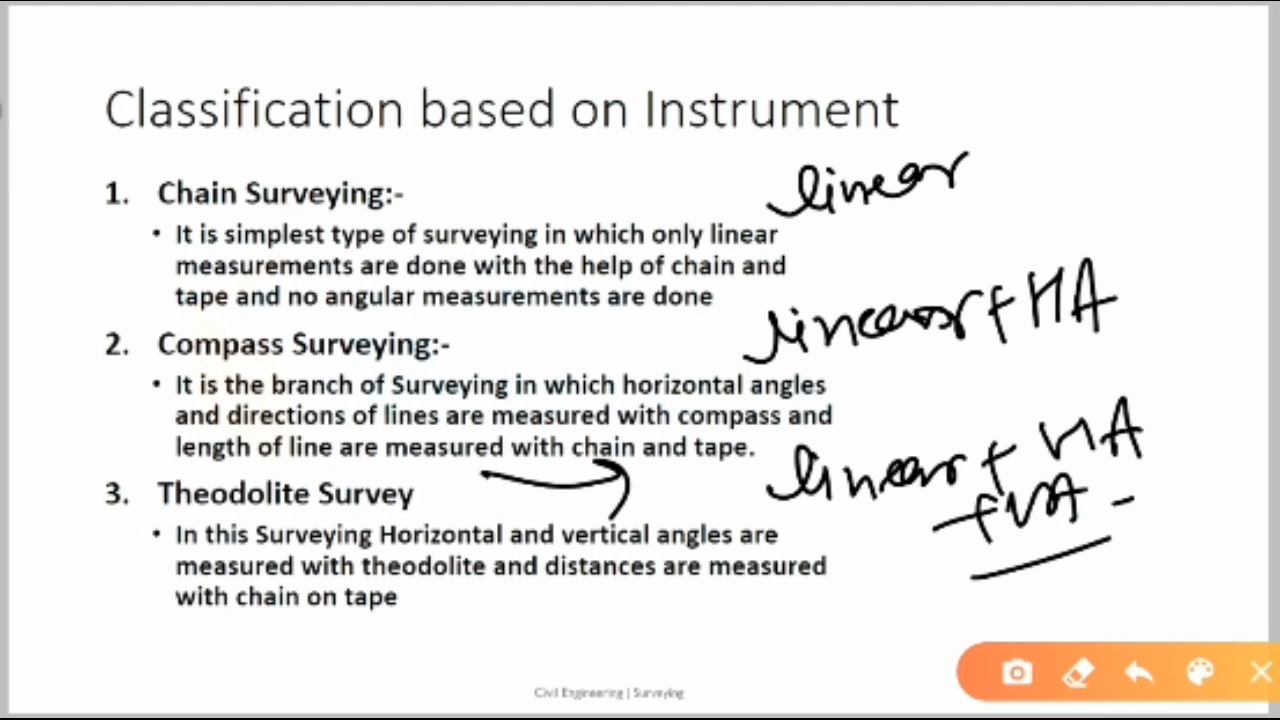 Classification based on Instrument
1. Chain Surveying:-
linear
• It is simplest type of surveying in which only linear
measurements are done with the help of chain and
tape and no angular measurements are done
linear + HA
2. Compass Surveying:-
• It is the branch of Surveying in which horizontal angles
and directions of lines are measured with compass and
length of line are measured with chain and tape.
linear + HA
+ VA -
3. Theodolite Survey
• In this Surveying Horizontal and vertical angles are
measured with theodolite and distances are measured
with chain on tape
Civil Engineering | Surveying